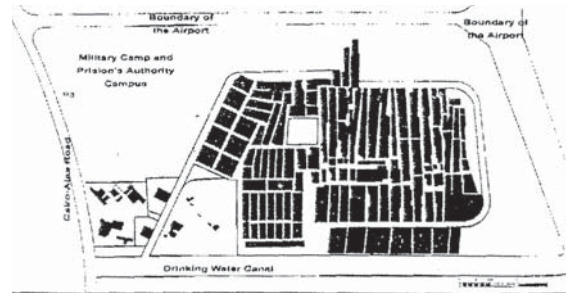 Boundary of
the Airport
Boundary of
the Airport
Military Camp and
Prision's Authority
Campus
Cairo-Alex Road
Drinking Water Canal